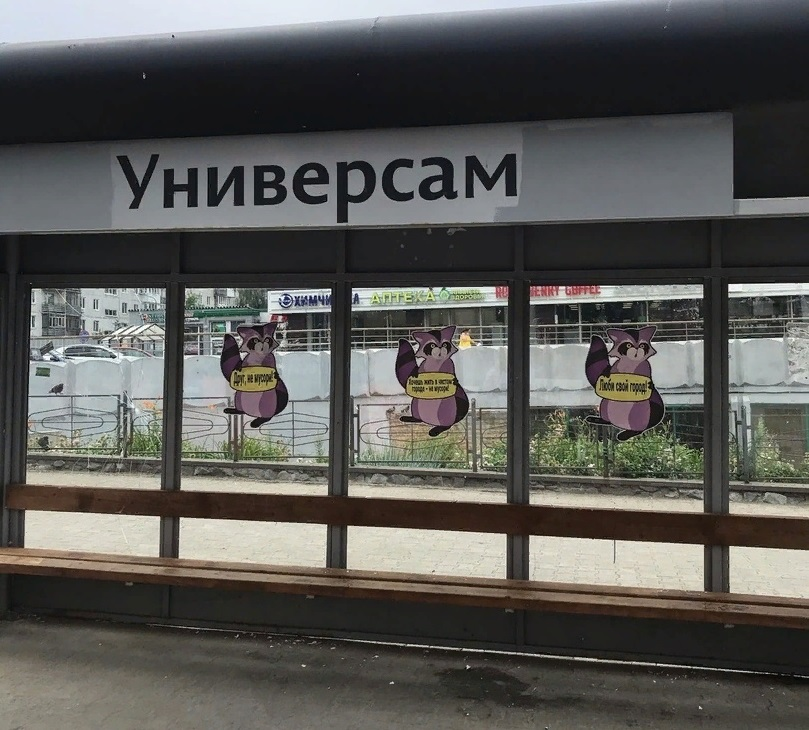 Универсам
ХИМЧИСТКА
АПТЕКА
COFFEE
Друг, не мусори!
Хочешь жить в чистом
городе - не мусори!
Люби свой город!